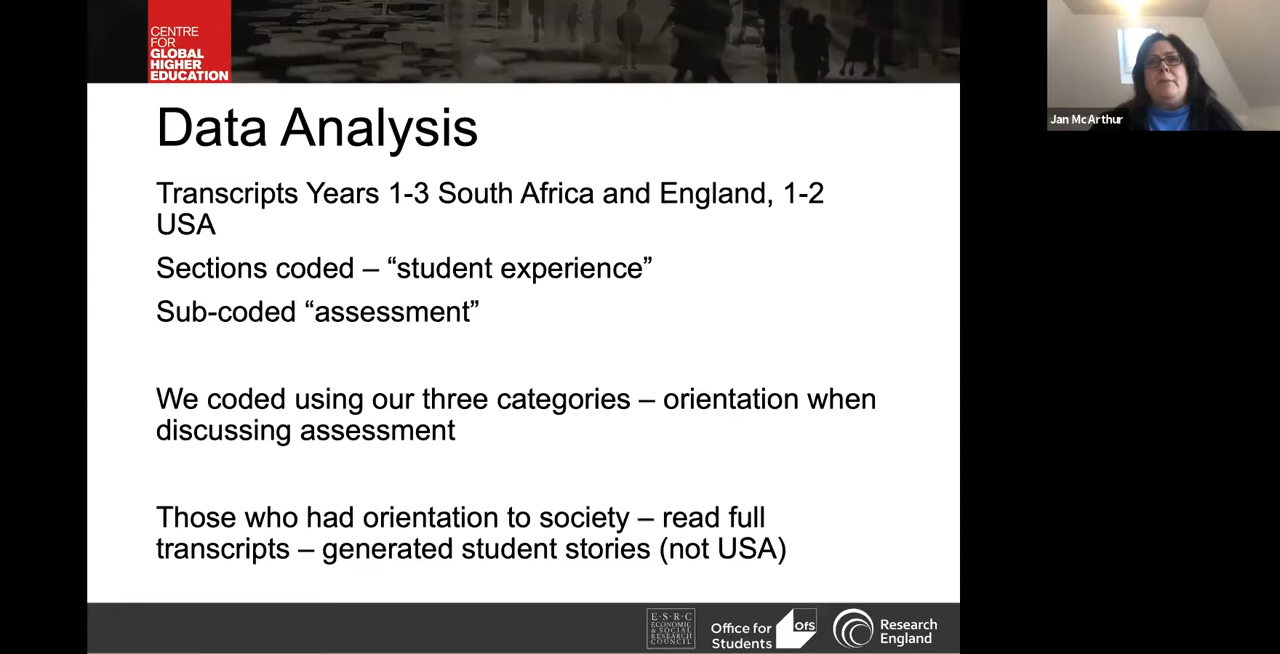 CENTRE
FOR
GLOBAL
HIGHER
EDUCATION
Jan McArthur
Data Analysis
Transcripts Years 1-3 South Africa and England, 1-2
USA
Sections coded – “student experience”
Sub-coded “assessment”
We coded using our three categories – orientation when
discussing assessment
Those who had orientation to society – read full
transcripts – generated student stories (not USA)
E·S·R·C
ECONOMIC
& SOCIAL
RESEARCH
COUNCIL
Office for
Students
OfS
Research
England